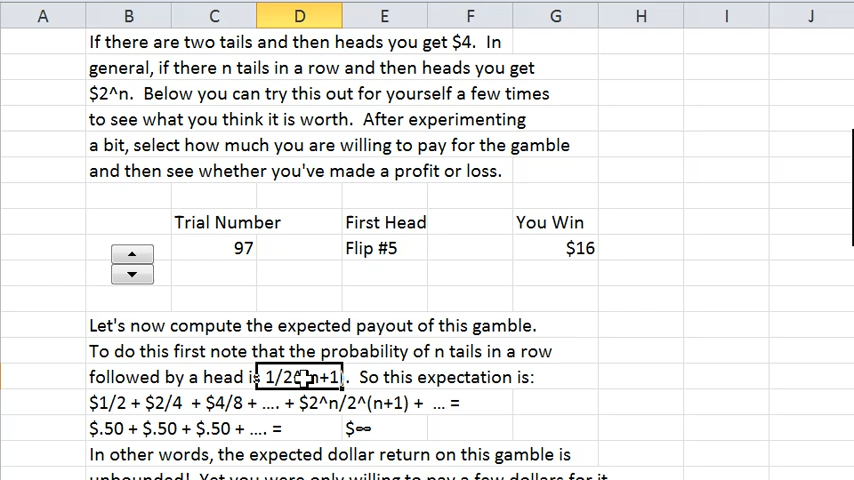 A B C D E F G H I J
If there are two tails and then heads you get $4. In
general, if there n tails in a row and then heads you get
$2^n. Below you can try this out for yourself a few times
to see what you think it is worth. After experimenting
a bit, select how much you are willing to pay for the gamble
and then see whether you've made a profit or loss.
Trial Number First Head You Win
97 Flip #5 $16
Let's now compute the expected payout of this gamble.
To do this first note that the probability of n tails in a row
followed by a head is 1/2^(n+1). So this expectation is:
$1/2 + $2/4 + $4/8 + .... + $2^n/2^(n+1) + ... =
$.50 + $.50 + $.50 + .... = $∞
In other words, the expected dollar return on this gamble is
unbounded! Yet you were only willing to pay a few dollars for it